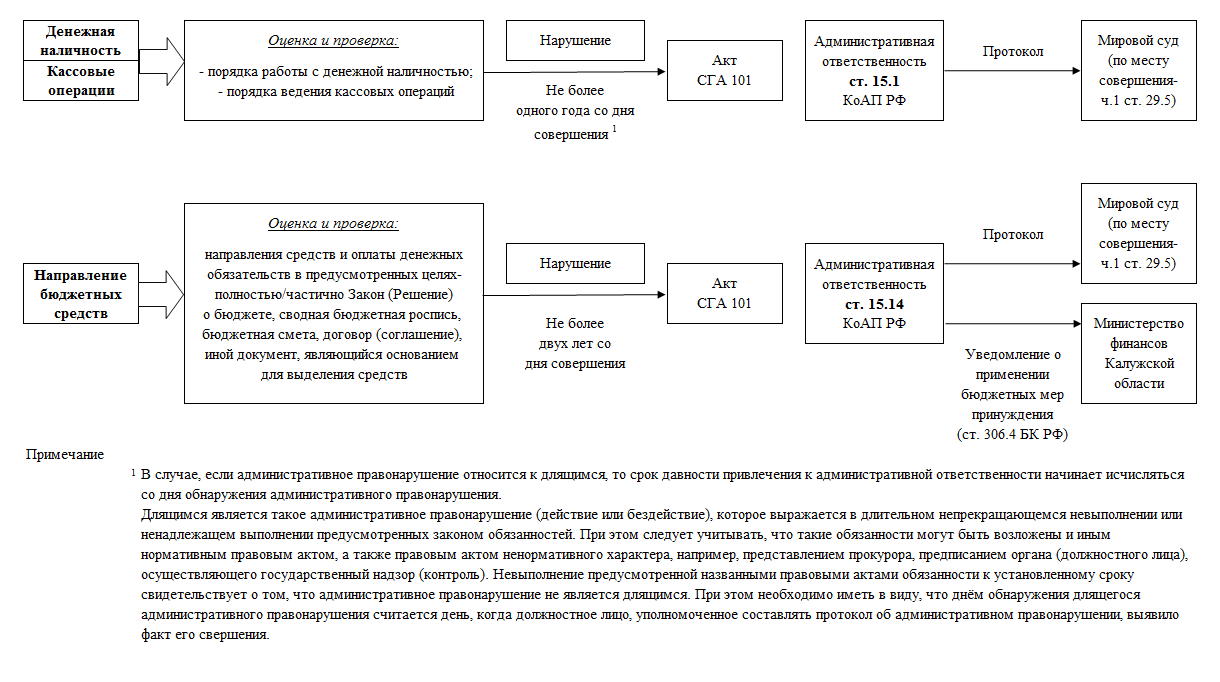 Денежная
наличность
Кассовые
операции
Оценка и проверка:
- порядка работы с денежной наличностью;
- порядка ведения кассовых операций
Нарушение
Не более
одного года со дня
совершения 1
Акт
СГА 101
Административная
ответственность
ст. 15.1
КоАП РФ
Протокол
Мировой суд
(по месту
совершения-
ч.1 ст. 29.5)
Направление
бюджетных
средств
Оценка и проверка:
направления средств и оплаты денежных
обязательств в предусмотренных целях-
полностью/частично Закон (Решение)
о бюджете, сводная бюджетная роспись,
бюджетная смета, договор (соглашение),
иной документ, являющийся основанием
для выделения средств
Нарушение
Не более
двух лет со
дня совершения
Акт
СГА 101
Административная
ответственность
ст. 15.14
КоАП РФ
Протокол
Мировой суд
(по месту
совершения-
ч.1 ст. 29.5)
Уведомление о
применении
бюджетных мер
принуждения
(ст. 306.4 БК РФ)
Министерство
финансов
Калужской
области
Примечание
1 В случае, если административное правонарушение относится к длящимся, то срок давности привлечения к административной ответственности начинает исчисляться
со дня обнаружения административного правонарушения.
Длящимся является такое административное правонарушение (действие или бездействие), которое выражается в длительном непрекращающемся невыполнении или
ненадлежащем выполнении предусмотренных законом обязанностей. При этом следует учитывать, что такие обязанности могут быть возложены и иным
нормативным правовым актом, а также правовым актом ненормативного характера, например, представлением прокурора, предписанием органа (должностного лица),
осуществляющего государственный надзор (контроль). Невыполнение предусмотренной названными правовыми актами обязанности к установленному сроку
свидетельствует о том, что административное правонарушение не является длящимся. При этом необходимо иметь в виду, что днём обнаружения длящегося
административного правонарушения считается день, когда должностное лицо, уполномоченное составлять протокол об административном правонарушении, выявило
факт его свершения.